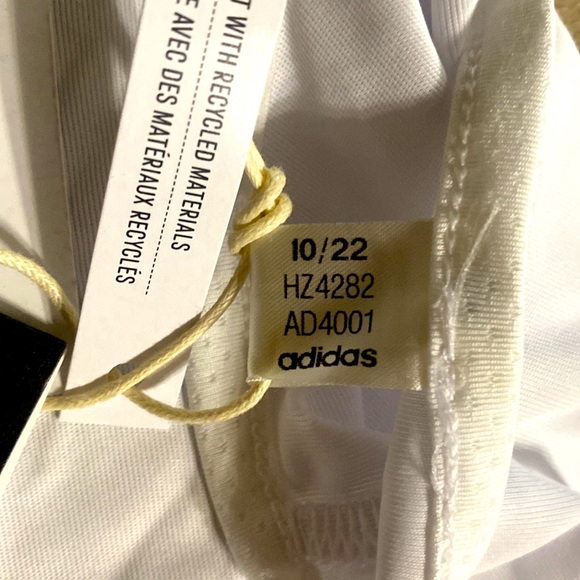 T WITH RECYCLED MATERIALS
E AVEC DES MATÉRIAUX RECYCLÉS
10/22
HZ4282
AD4001
adidas